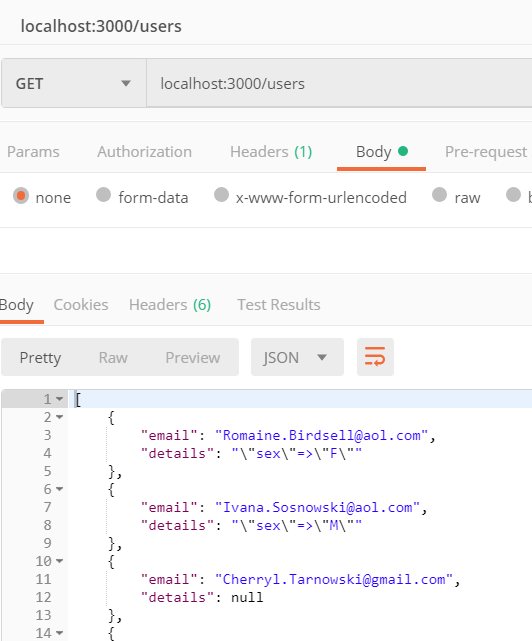 localhost:3000/users
GET localhost:3000/users
Params Authorization Headers (1) Body Pre-request
none form-data x-www-form-urlencoded raw b
Body Cookies Headers (6) Test Results
Pretty Raw Preview JSON
1 [
2 {
3 "email": "Romaine.Birdsell@aol.com",
4 "details": "\"sex\"=>\"F\""
5 },
6 {
7 "email": "Ivana.Sosnowski@aol.com",
8 "details": "\"sex\"=>\"M\""
9 },
10 {
11 "email": "Cherryl.Tarnowski@gmail.com",
12 "details": null
13 },
14 {